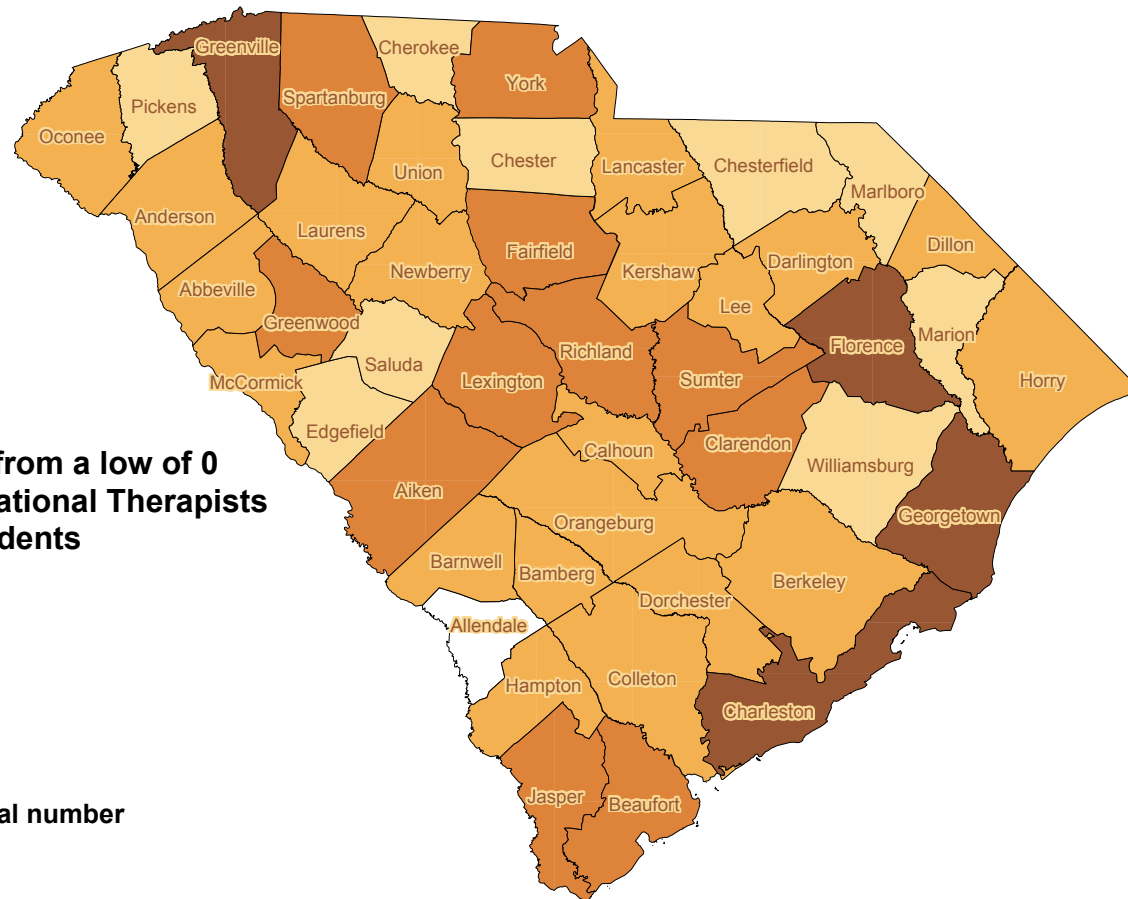 Greenville
Cherokee
York
Spartanburg
Pickens
Oconee
Chester
Union
Lancaster
Chesterfield
Marlboro
Anderson
Laurens
Fairfield
Dillon
Newberry
Kershaw
Darlington
Abbeville
Lee
Greenwood
Marion
Florence
Richland
Saluda
McCormick
Lexington
Sumter
Horry
Edgefield
Calhoun
Clarendon
Williamsburg
from a low of 0
ational Therapists
dents
Aiken
Orangeburg
Georgetown
Barnwell
Bamberg
Berkeley
Dorchester
Allendale
Hampton
Colleton
Charleston
Jasper
Beaufort
al number